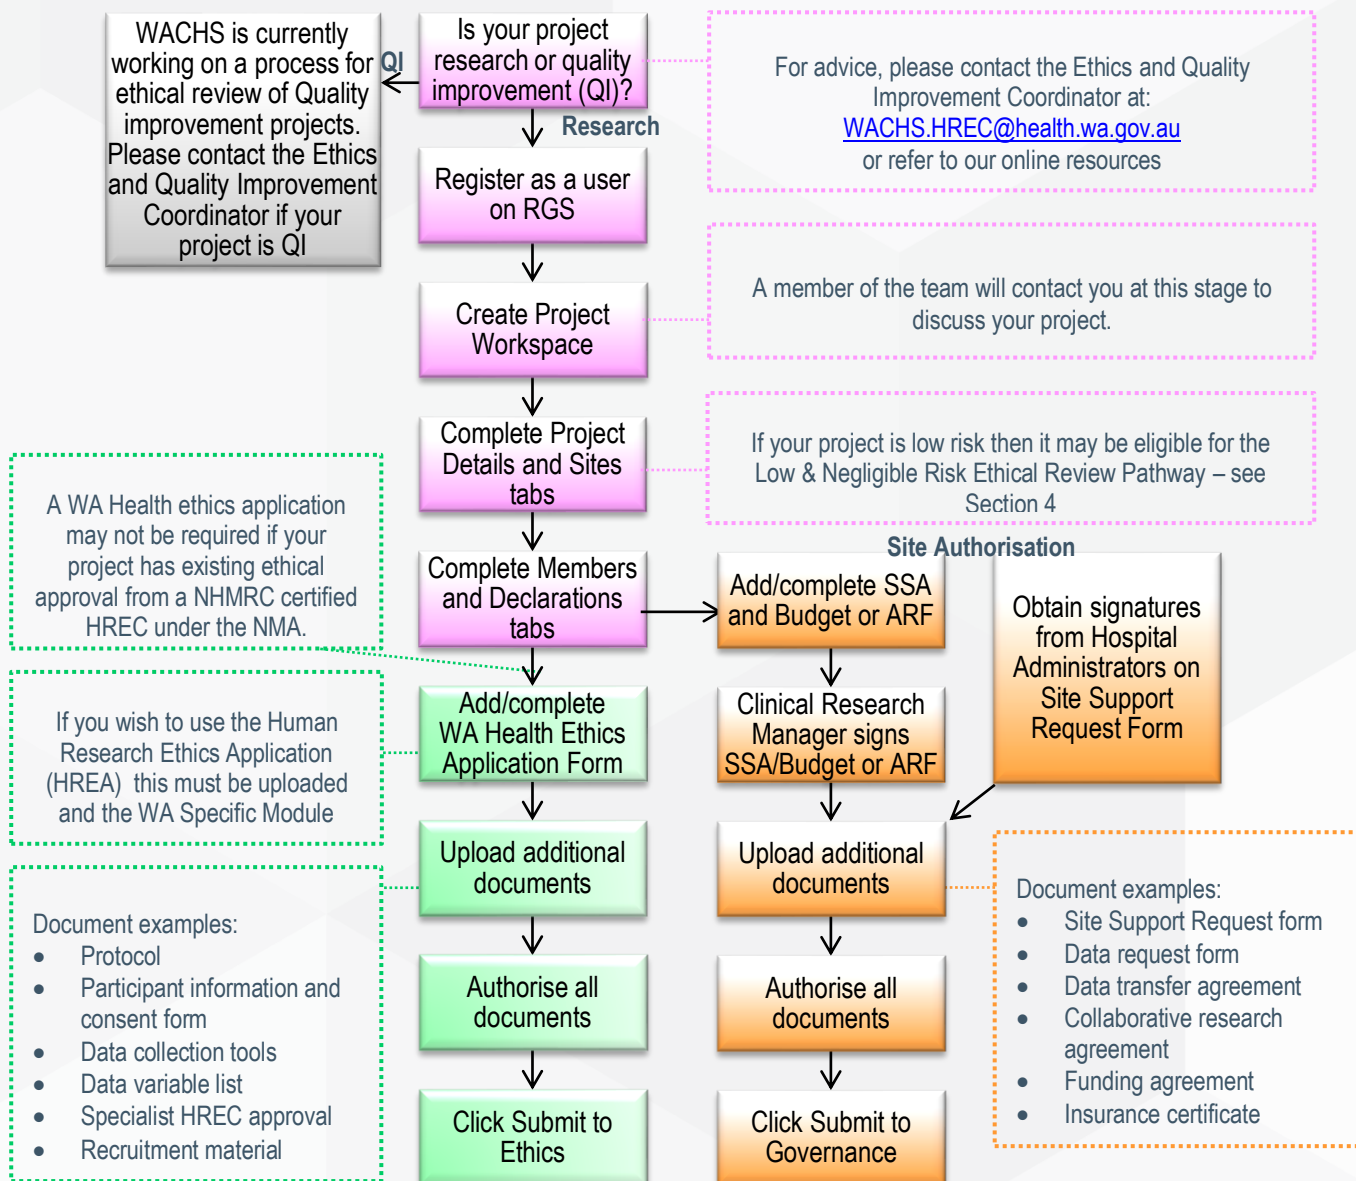 WACHS is currently
working on a process for
ethical review of Quality
improvement projects.
Please contact the Ethics
and Quality Improvement
Coordinator if your
project is QI
QI
Is your project
research or quality
improvement (QI)?
Research
For advice, please contact the Ethics and Quality
Improvement Coordinator at:
WACHS.HREC@health.wa.gov.au
or refer to our online resources
Register as a user
on RGS
Create Project
Workspace
A member of the team will contact you at this stage to
discuss your project.
Complete Project
Details and Sites
tabs
If your project is low risk then it may be eligible for the
Low & Negligible Risk Ethical Review Pathway – see
Section 4
A WA Health ethics application
may not be required if your
project has existing ethical
approval from a NHMRC certified
HREC under the NMA.
Complete Members
and Declarations
tabs
Site Authorisation
Add/complete SSA
and Budget or ARF
Obtain signatures
from Hospital
Administrators on
Site Support
Request Form
If you wish to use the Human
Research Ethics Application
(HREA) this must be uploaded
and the WA Specific Module
Add/complete
WA Health Ethics
Application Form
Clinical Research
Manager signs
SSA/Budget or ARF
Upload additional
documents
Upload additional
documents
Document examples:
• Protocol
• Participant information and
consent form
• Data collection tools
• Data variable list
• Specialist HREC approval
• Recruitment material
Document examples:
• Site Support Request form
• Data request form
• Data transfer agreement
• Collaborative research
agreement
• Funding agreement
• Insurance certificate
Authorise all
documents
Authorise all
documents
Click Submit to
Ethics
Click Submit to
Governance